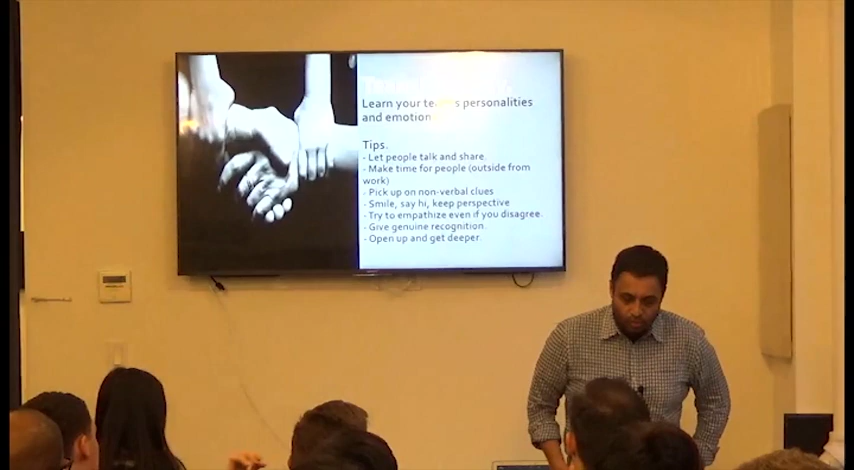 Learn your personalities
and emotion
Tips.
- Let people talk and share.
- Make time for people (outside from
work)
- Pick up on non-verbal clues
- Smile, say hi, keep perspective
- Try to empathize even if you disagree.
- Give genuine recognition.
- Open up and get deeper.